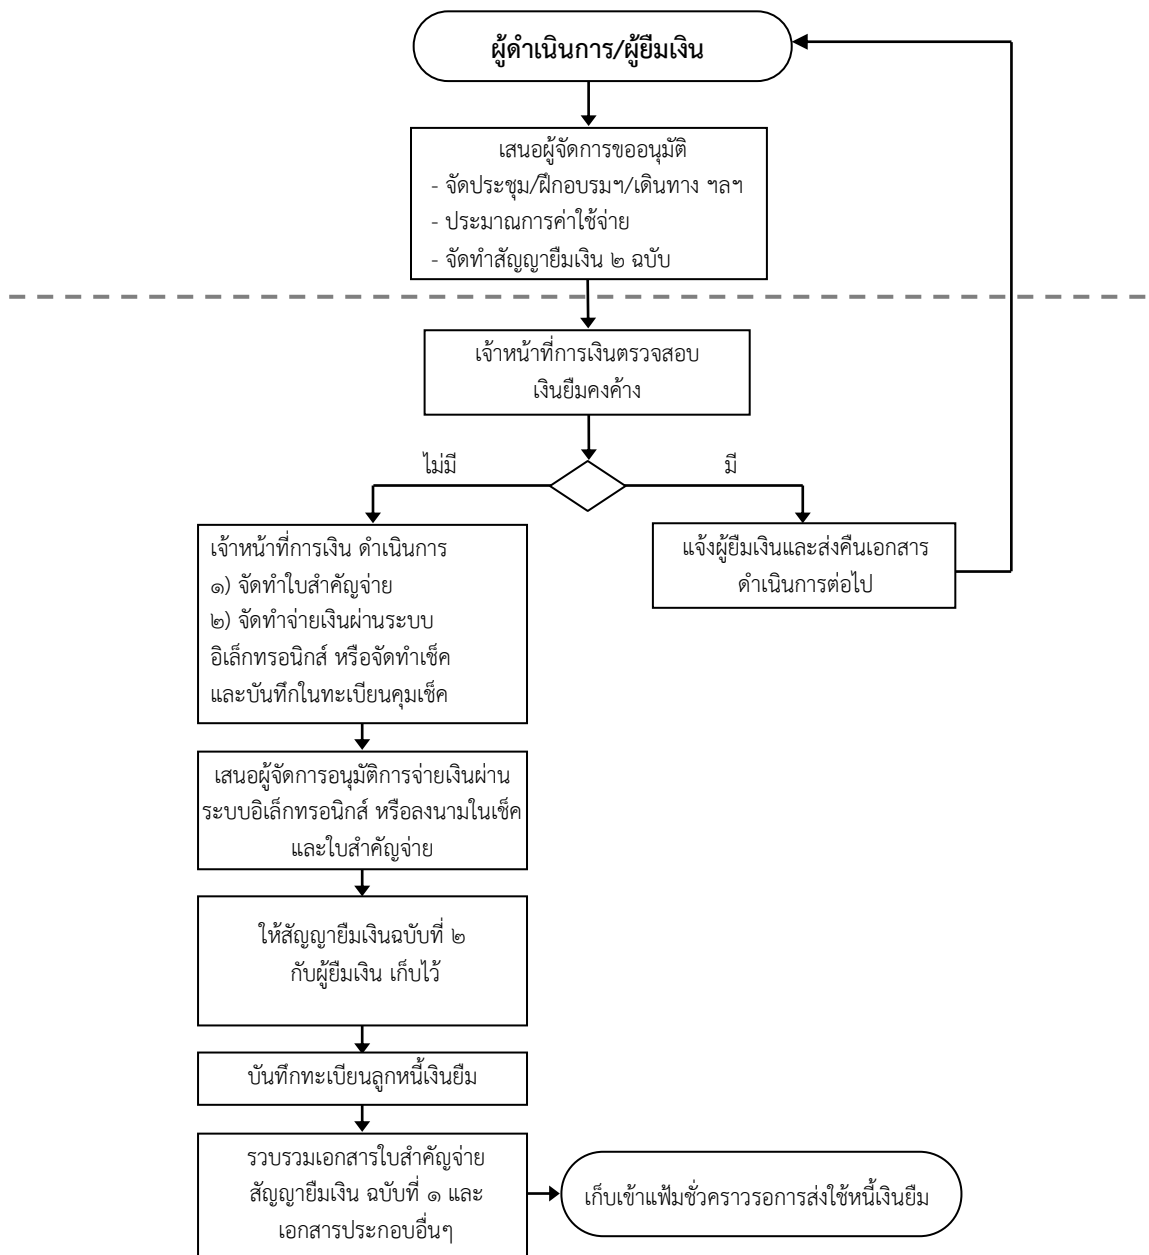 ผู้ดำเนินการ/ผู้ยืมเงิน
เสนอผู้จัดการขออนุมัติ
- จัดประชุม/ฝึกอบรมฯ/เดินทาง ฯลฯ
- ประมาณการค่าใช้จ่าย
- จัดทำสัญญายืมเงิน ๒ ฉบับ
เจ้าหน้าที่การเงินตรวจสอบ
เงินยืมคงค้าง
ไม่มี
มี
เจ้าหน้าที่การเงิน ดำเนินการ
๑) จัดทำใบสำคัญจ่าย
๒) จัดทำจ่ายเงินผ่านระบบ
อิเล็กทรอนิกส์ หรือจัดทำเช็ค
และบันทึกในทะเบียนคุมเช็ค
แจ้งผู้ยืมเงินและส่งคืนเอกสาร
ดำเนินการต่อไป
เสนอผู้จัดการอนุมัติการจ่ายเงินผ่าน
ระบบอิเล็กทรอนิกส์ หรือลงนามในเช็ค
และใบสำคัญจ่าย
ให้สัญญายืมเงินฉบับที่ ๒
กับผู้ยืมเงิน เก็บไว้
บันทึกทะเบียนลูกหนี้เงินยืม
รวบรวมเอกสารใบสำคัญจ่าย
สัญญายืมเงิน ฉบับที่ ๑ และ
เอกสารประกอบอื่นๆ
เก็บเข้าแฟ้มชั่วคราวรอการส่งใช้หนี้เงินยืม